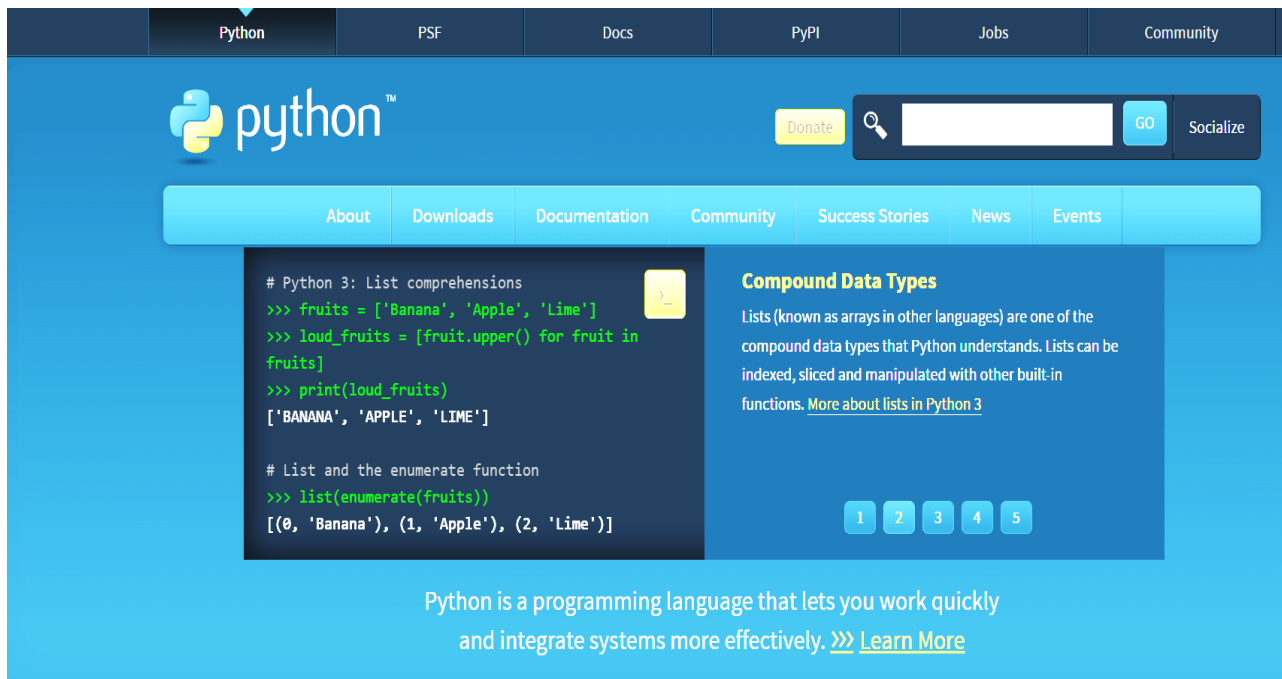 Python PSF Docs PyPI Jobs Community
python™
Donate GO Socialize
About Downloads Documentation Community Success Stories News Events
# Python 3: List comprehensions
>>> fruits = ['Banana', 'Apple', 'Lime']
>>> loud_fruits = [fruit.upper() for fruit in
fruits]
>>> print(loud_fruits)
['BANANA', 'APPLE', 'LIME']
# List and the enumerate function
>>> list(enumerate(fruits))
[(0, 'Banana'), (1, 'Apple'), (2, 'Lime')]
>_
Compound Data Types
Lists (known as arrays in other languages) are one of the
compound data types that Python understands. Lists can be
indexed, sliced and manipulated with other built-in
functions. More about lists in Python 3
1 2 3 4 5
Python is a programming language that lets you work quickly
and integrate systems more effectively. >>> Learn More